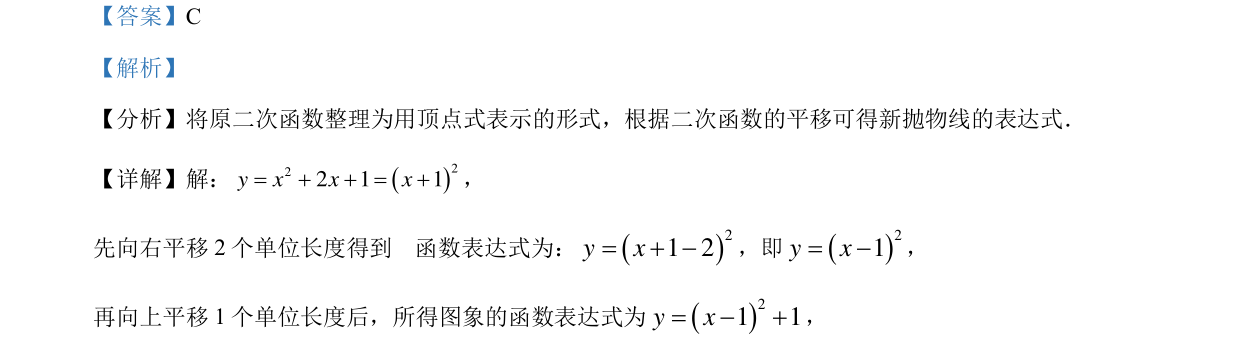 【答案】C
【解析】
【分析】将原二次函数整理为用顶点式表示的形式，根据二次函数的平移可得新抛物线的表达式．
【详解】解：y = x² + 2x + 1 = (x + 1)²，
先向右平移 2 个单位长度得到 函数表达式为：y = (x + 1 − 2)²，即 y = (x − 1)²，
再向上平移 1 个单位长度后，所得图象的函数表达式为 y = (x − 1)² + 1，